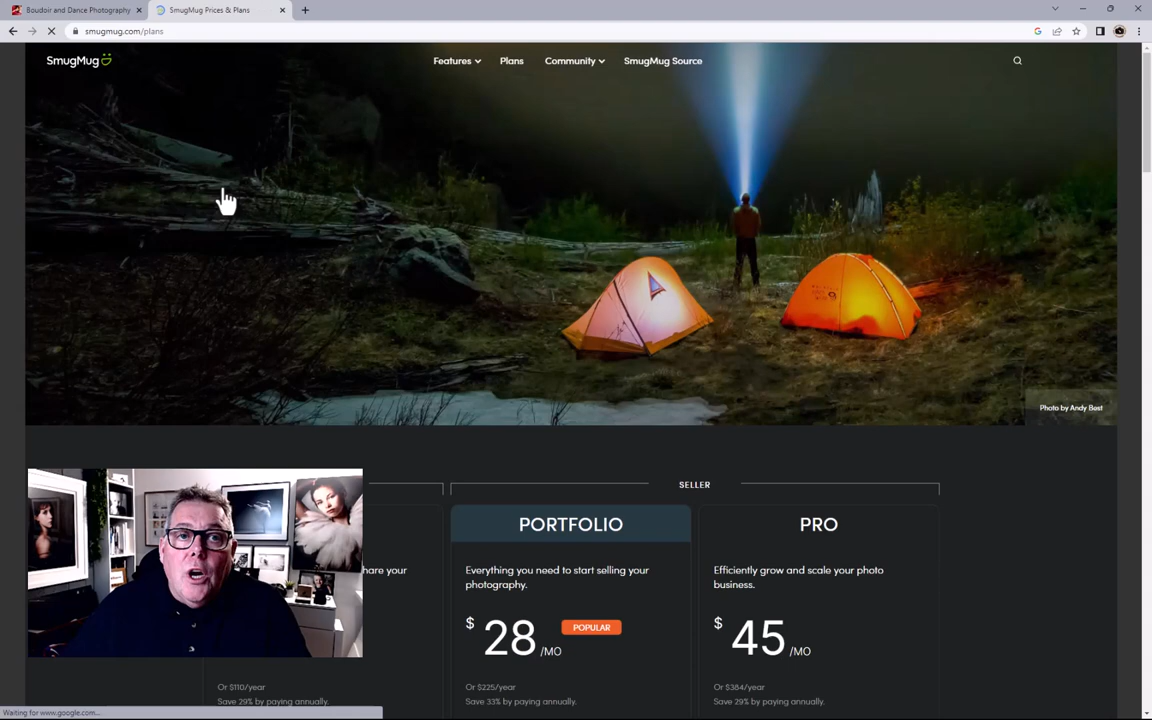 Boudoir and Dance Photography
SmugMug Prices & Plans
smugmug.com/plans
SmugMug
Features
Plans
Community
SmugMug Source
Photo by Andy Best
SELLER
PORTFOLIO
PRO
hare your
Everything you need to start selling your
photography.
Efficiently grow and scale your photo
business.
$ 28 /MO
POPULAR
$ 45 /MO
Or $110/year
Save 29% by paying annually.
Or $225/year
Save 33% by paying annually.
Or $384/year
Save 29% by paying annually.
Waiting for www.google.com...